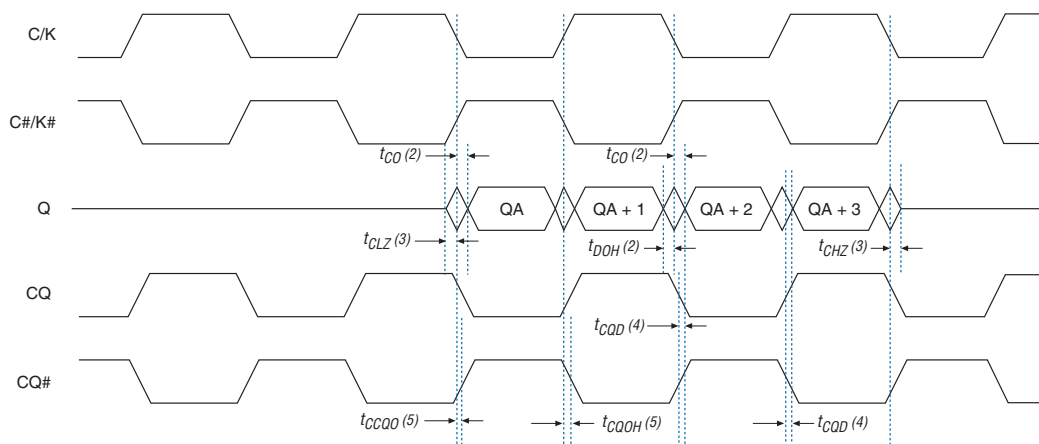 C/K
C#/K#
tCO (2)
tCO (2)
Q
QA
QA + 1
QA + 2
QA + 3
tCLZ (3)
tDOH (2)
tCHZ (3)
CQ
tCQD (4)
CQ#
tCCQO (5)
tCQOH (5)
tCQD (4)